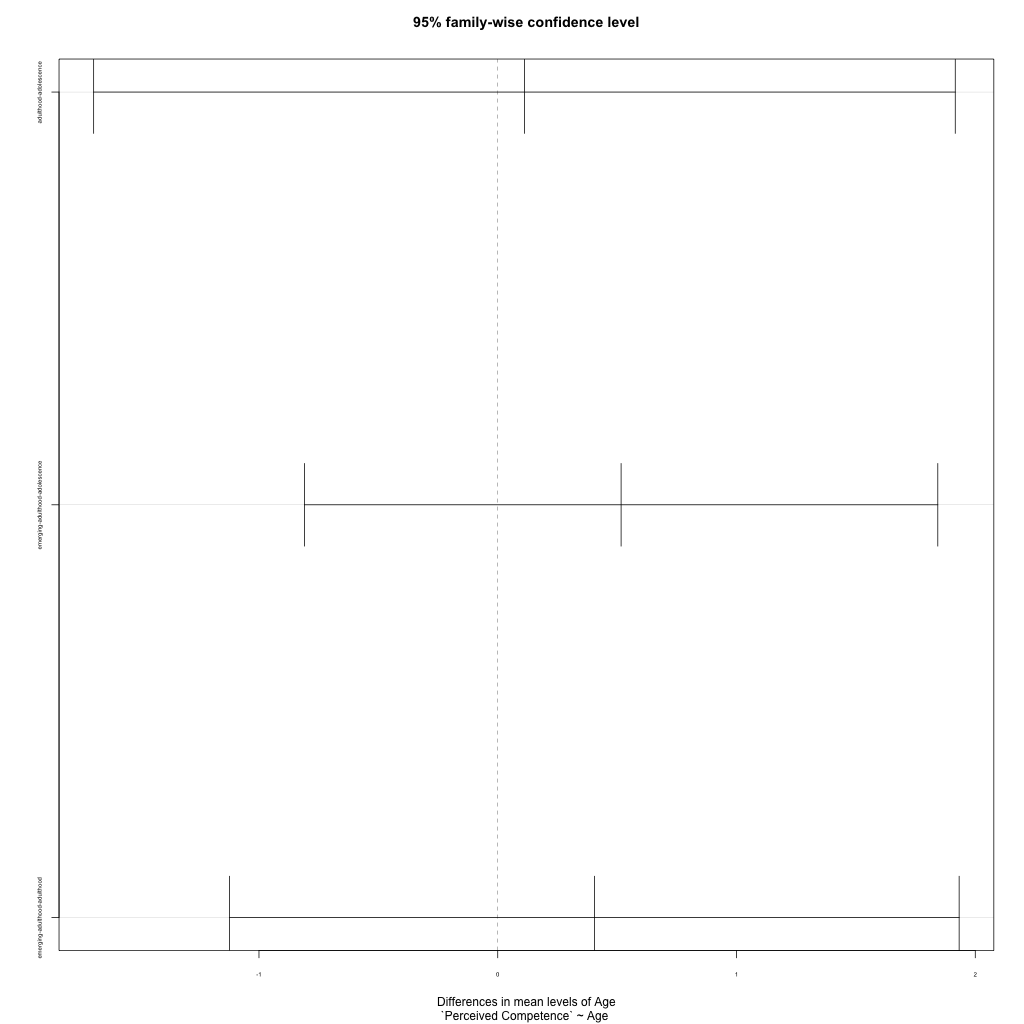 95% family-wise confidence level
adulthood-adolescence
emerging-adulthood-adolescence
emerging-adulthood-adulthood
-1
0
1
2
Differences in mean levels of Age
`Perceived Competence` ~ Age